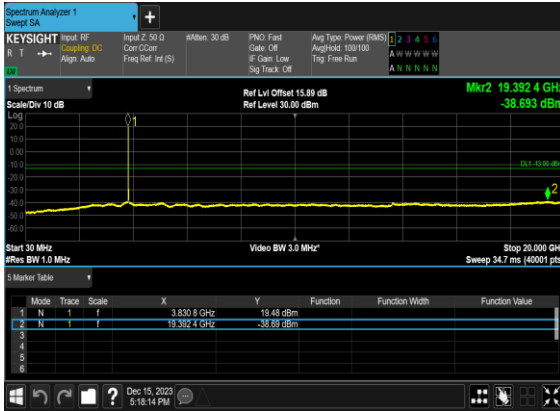 Spectrum Analyzer 1
Swept SA
+
KEYSIGHT Input: RF Input Z: 50 Ω #Atten: 30 dB PNO: Fast Avg Type: Power (RMS) 1 2 3 4 5 6
R T Coupling: DC Corr CCorr Gate: Off Avg|Hold: 100/100 A W W W W W
Align: Auto Freq Ref: Int (S) IF Gain: Low Trig: Free Run
Sig Track: Off A N N N N N
1 Spectrum Ref Lvl Offset 15.89 dB Mkr2 19.392 4 GHz
Scale/Div 10 dB Ref Level 30.00 dBm -38.693 dBm
Log
20.0
10.0
0.00
-10.0
-20.0
-30.0
-40.0
-50.0
-60.0
1
DL1 -13.00 dBm
2
Start 30 MHz Video BW 3.0 MHz* Stop 20.000 GHz
#Res BW 1.0 MHz Sweep 34.7 ms (40001 pts)
5 Marker Table
Mode Trace Scale X Y Function Function Width Function Value
1 N 1 f 3.830 8 GHz 19.48 dBm
2 N 1 f 19.392 4 GHz -38.69 dBm
3
4
5
6
? Dec 15, 2023
5:18:14 PM